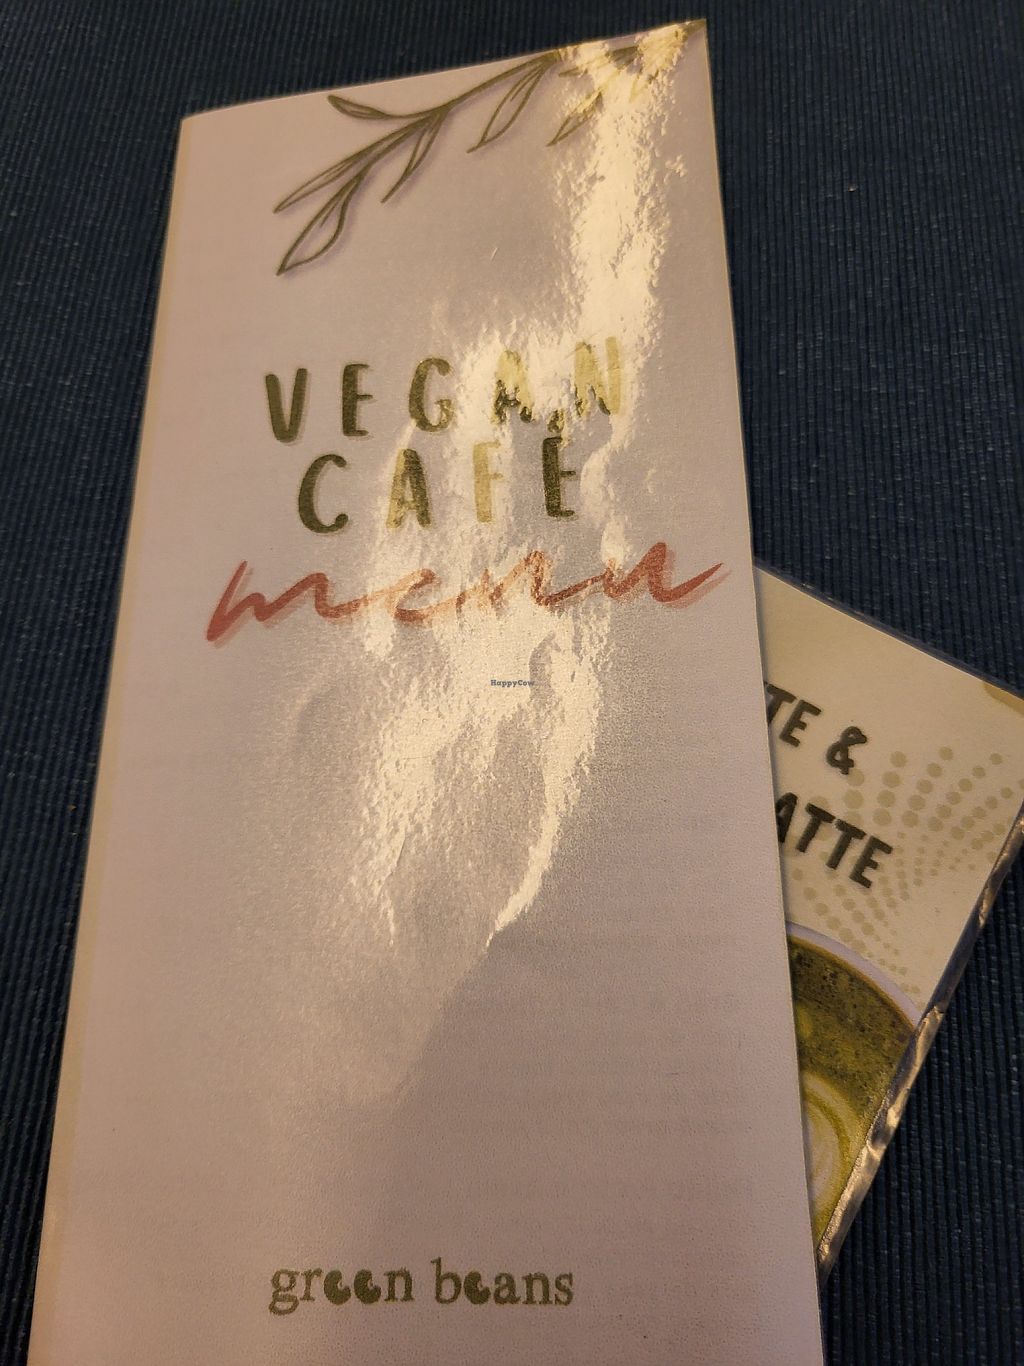 VEGAN
CAFÉ
menu
HappyCow
TE &
ATTE
green beans